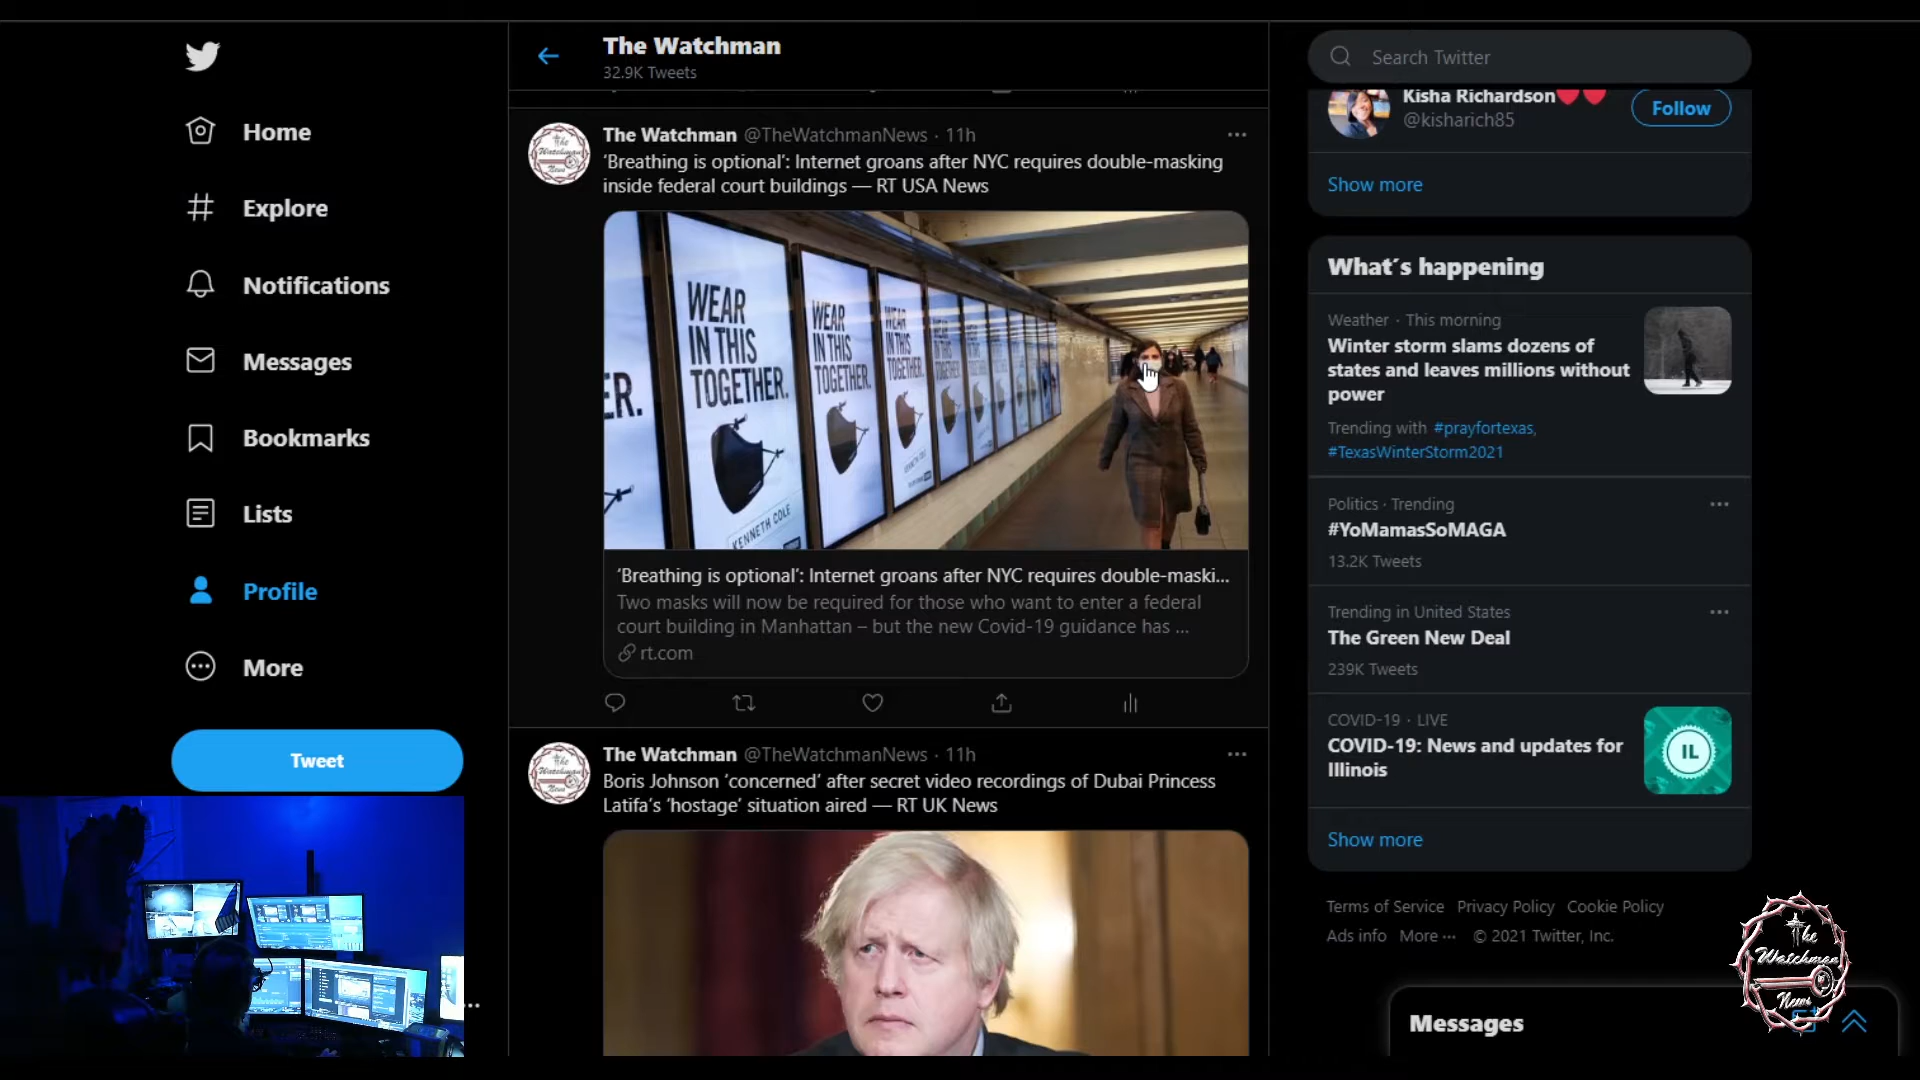 Home
Explore
Notifications
Messages
Bookmarks
Lists
Profile
More
Tweet
The Watchman
32.9K Tweets
The Watchman @TheWatchmanNews · 11h
‘Breathing is optional’: Internet groans after NYC requires double-masking
inside federal court buildings — RT USA News
ER.
WEAR
IN THIS
TOGETHER.
KENNETH COLE
WEAR
IN THIS
TOGETHER.
WEAR
IN THIS
TOGETHER.
‘Breathing is optional’: Internet groans after NYC requires double-maski...
Two masks will now be required for those who want to enter a federal
court building in Manhattan – but the new Covid-19 guidance has ...
rt.com
The Watchman @TheWatchmanNews · 11h
Boris Johnson ‘concerned’ after secret video recordings of Dubai Princess
Latifa’s ‘hostage’ situation aired — RT UK News
Search Twitter
Kisha Richardson
@kisharich85
Follow
Show more
What´s happening
Weather · This morning
Winter storm slams dozens of
states and leaves millions without
power
Trending with #prayfortexas,
#TexasWinterStorm2021
Politics · Trending
#YoMamasSoMAGA
13.2K Tweets
Trending in United States
The Green New Deal
239K Tweets
COVID-19 · LIVE
COVID-19: News and updates for
Illinois
IL
Show more
Terms of Service Privacy Policy Cookie Policy
Ads info More ··· © 2021 Twitter, Inc.
The
Watchman
News
Messages